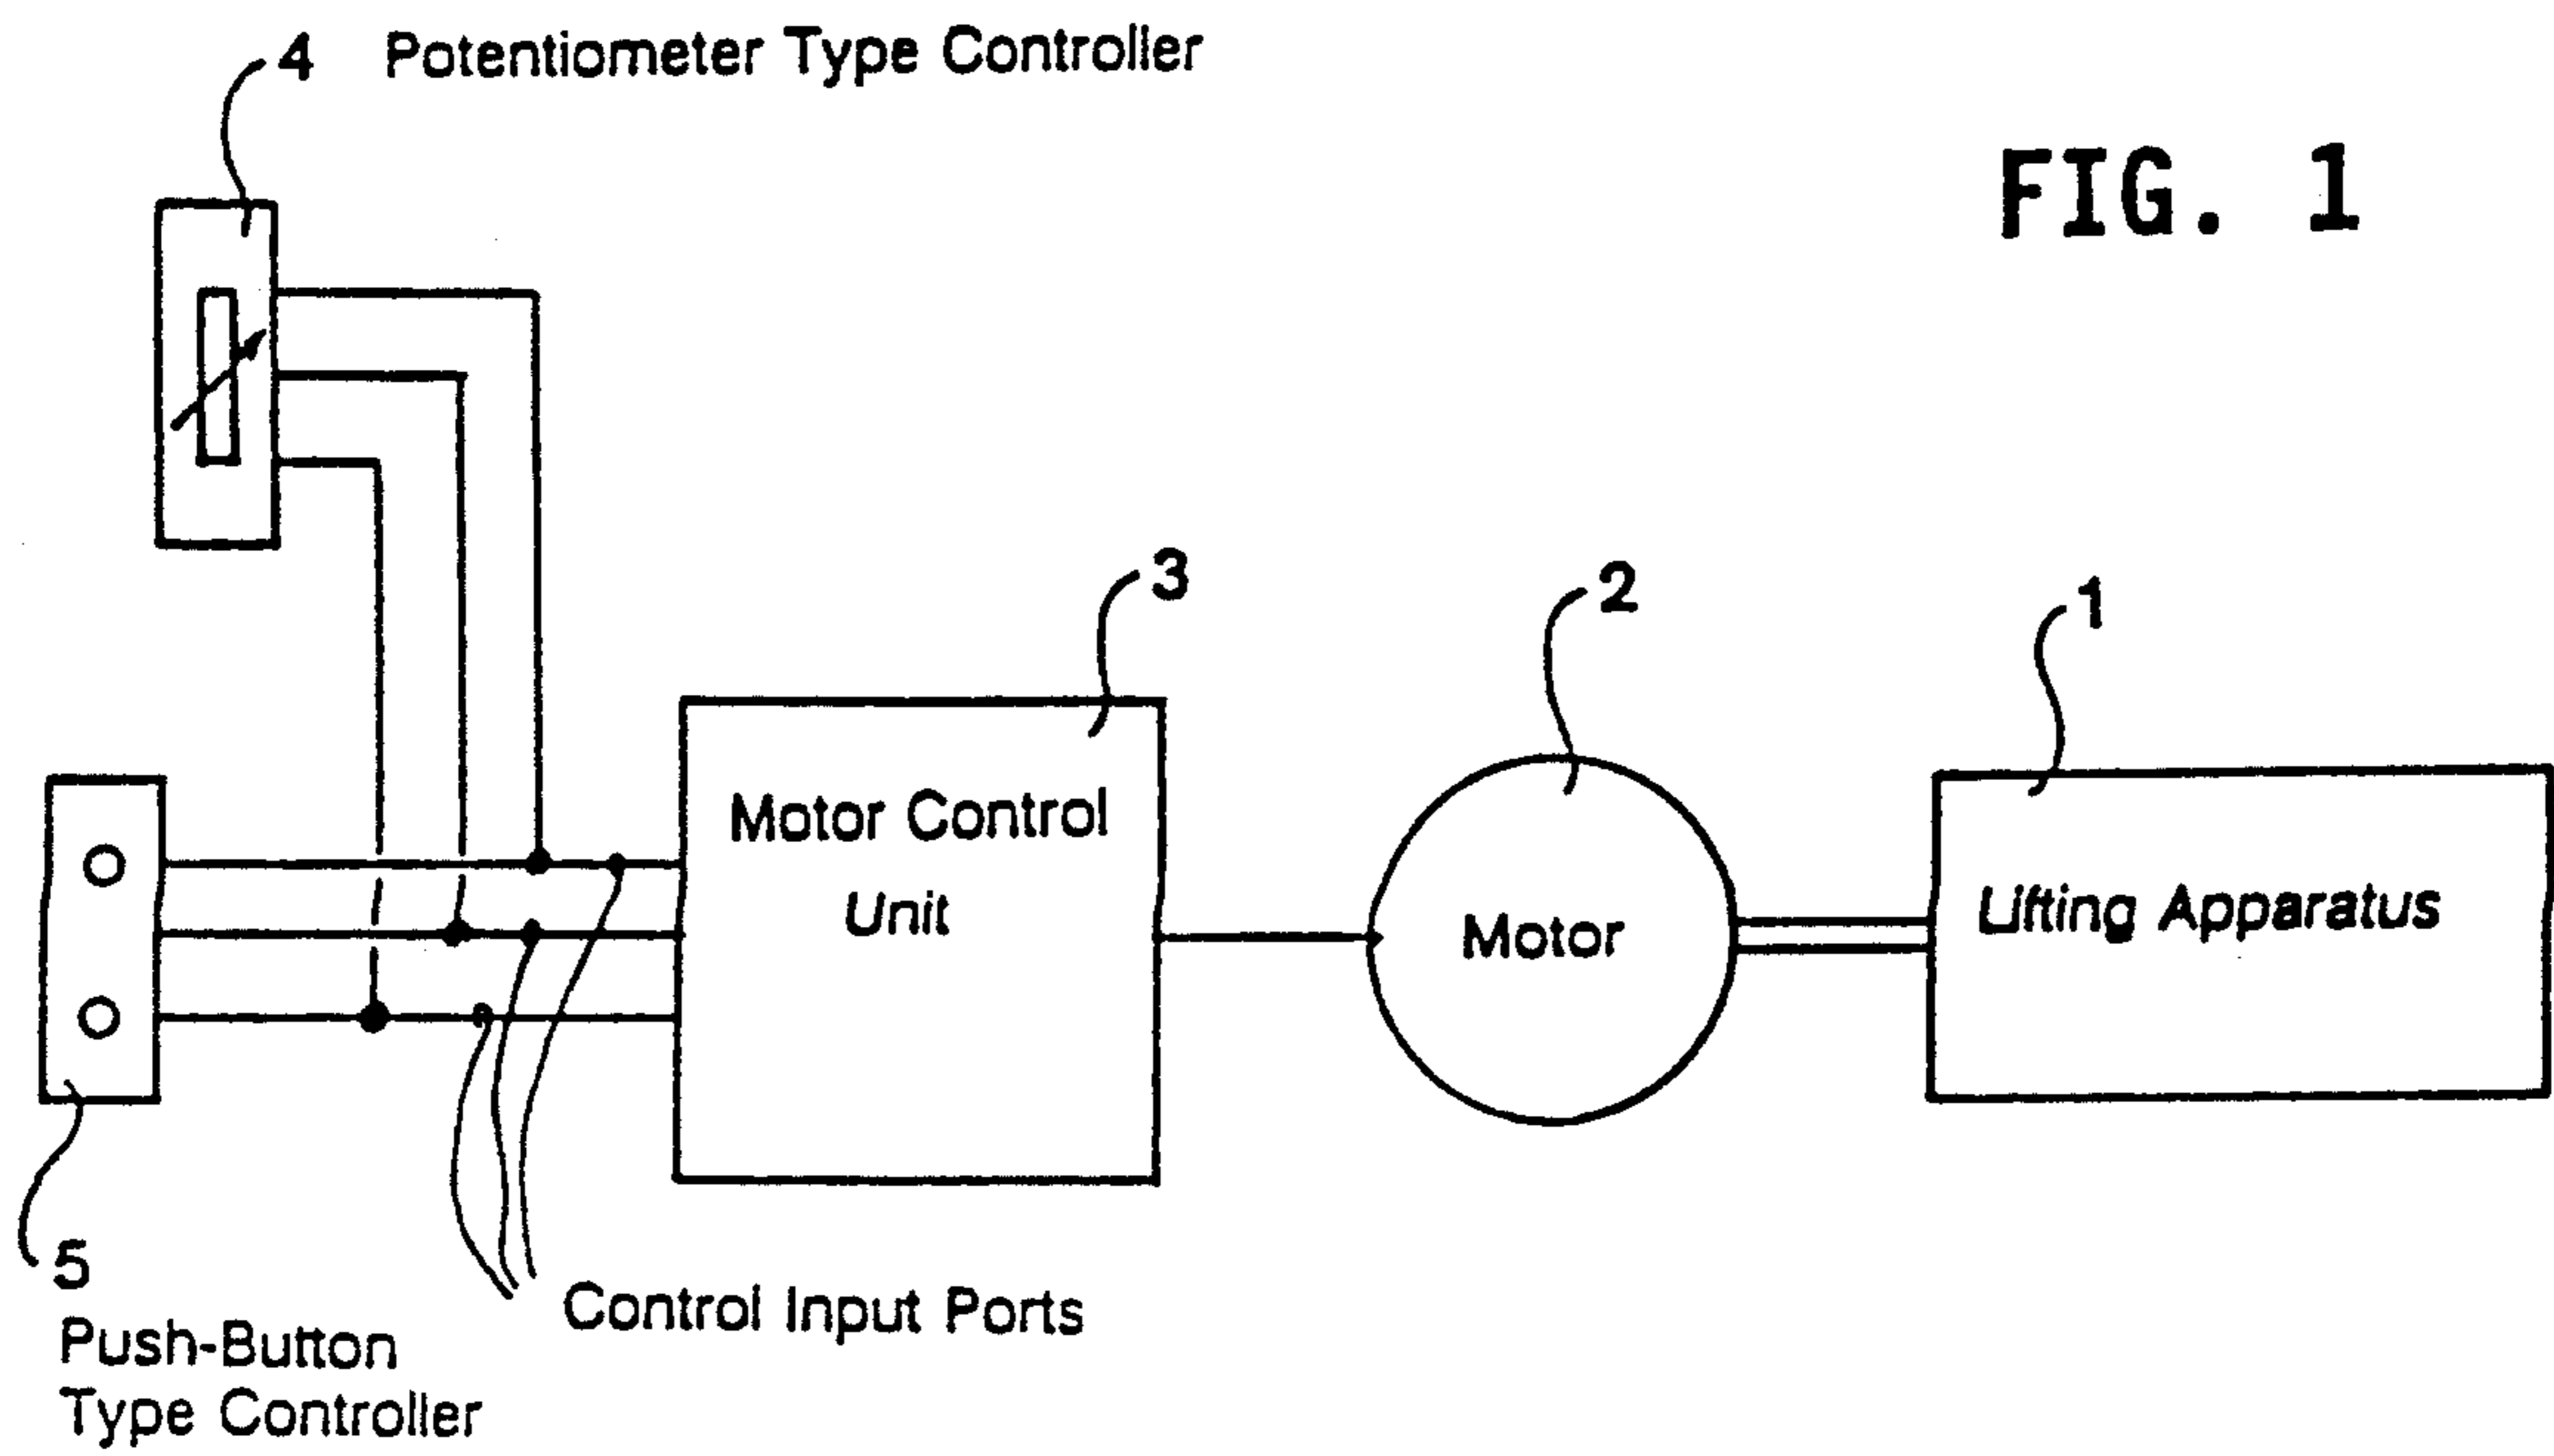 4 Potentiometer Type Controller
FIG. 1
3
2
1
Motor Control
Unit
Motor
Lifting Apparatus
5
Push-Button
Type Controller
Control Input Ports